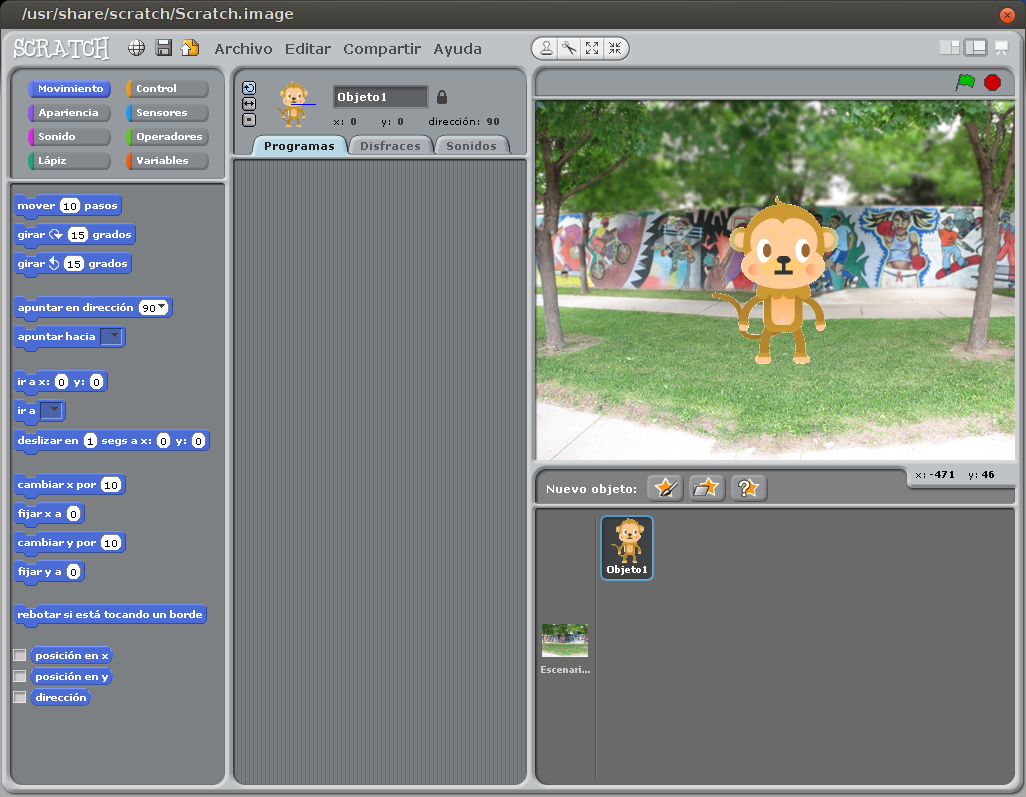 /usr/share/scratch/Scratch.image
SCRATCH Archivo Editar Compartir Ayuda
Movimiento Control
Apariencia Sensores
Sonido Operadores
Lápiz Variables
mover 10 pasos
girar 15 grados
girar 15 grados
apuntar en dirección 90
apuntar hacia
ir a x: 0 y: 0
ir a
deslizar en 1 segs a x: 0 y: 0
cambiar x por 10
fijar x a 0
cambiar y por 10
fijar y a 0
rebotar si está tocando un borde
posición en x
posición en y
dirección
Objeto1
x: 0 y: 0 dirección: 90
Programas Disfraces Sonidos
x: -471 y: 46
Nuevo objeto:
Objeto1
Escenari...